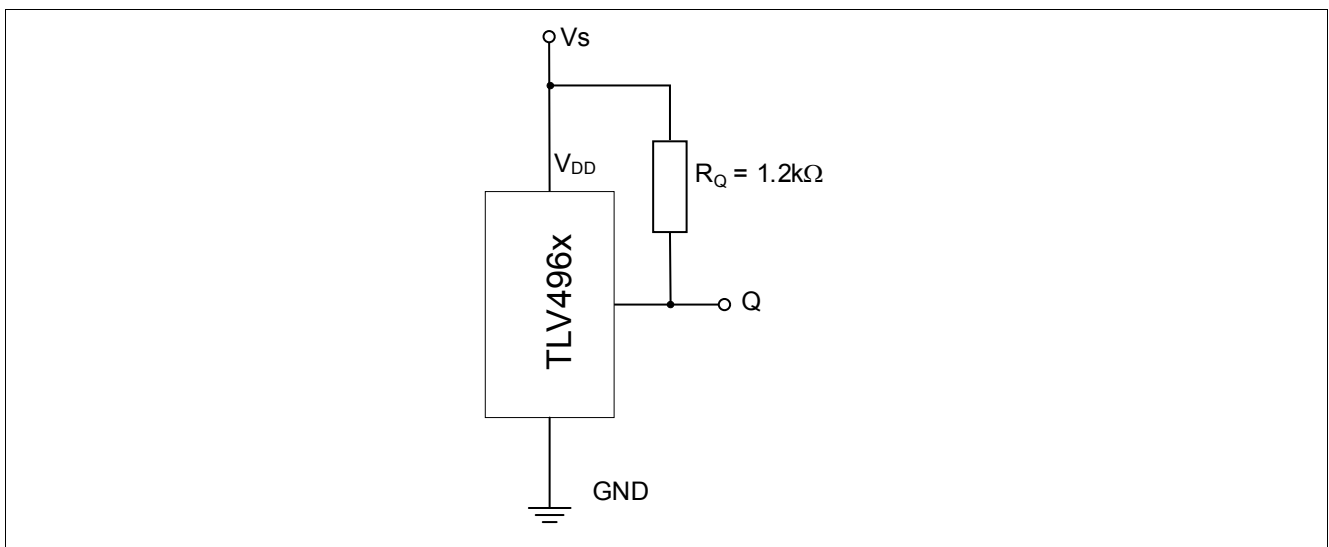 Vs
VDD
RQ = 1.2kΩ
TLV496x
Q
GND